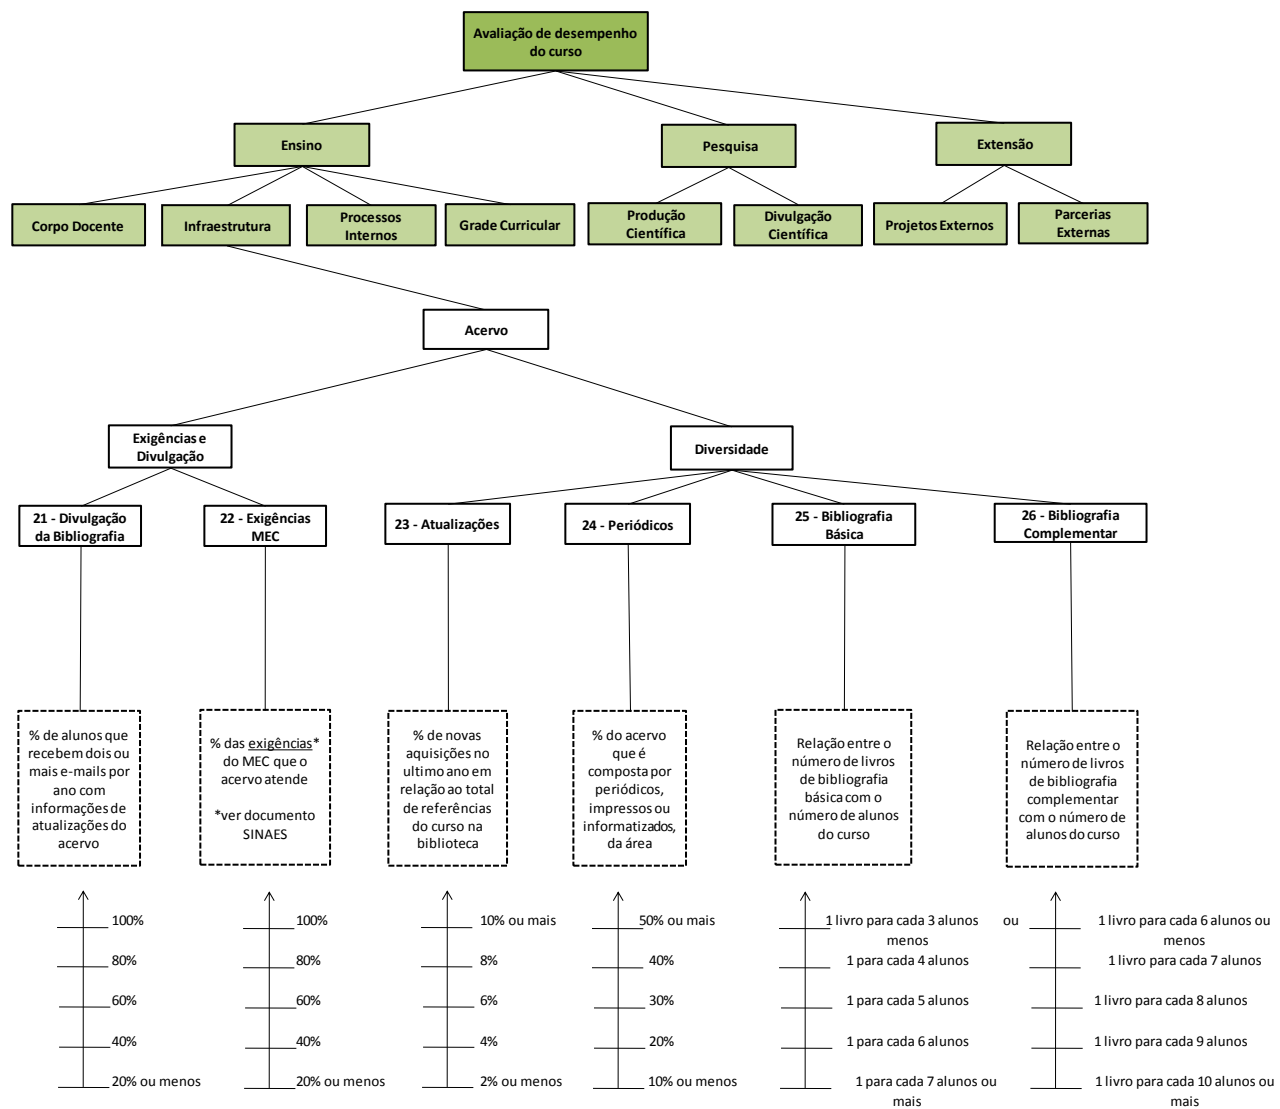 Avaliação de desempenho
do curso
Ensino
Pesquisa
Extensão
Corpo Docente
Infraestrutura
Processos
Internos
Grade Curricular
Produção
Científica
Divulgação
Científica
Projetos Externos
Parcerias
Externas
Acervo
Exigências e
Divulgação
Diversidade
21 - Divulgação
da Bibliografia
22 - Exigências
MEC
23 - Atualizações
24 - Periódicos
25 - Bibliografia
Básica
26 - Bibliografia
Complementar
% de alunos que
recebem dois ou
mais e-mails por
ano com
informações de
atualizações do
acervo
% das exigências*
do MEC que o
acervo atende
*ver documento
SINAES
% de novas
aquisições no
ultimo ano em
relação ao total
de referências
do curso na
biblioteca
% do acervo
que é
composta por
periódicos,
impressos ou
informatizados,
da área
Relação entre o
número de livros
de bibliografia
básica com o
número de alunos
do curso
Relação entre o
número de livros
de bibliografia
complementar
com o número de
alunos do curso
100%
80%
60%
40%
20% ou menos
100%
80%
60%
40%
20% ou menos
10% ou mais
8%
6%
4%
2% ou menos
50% ou mais
40%
30%
20%
10% ou menos
1 livro para cada 3 alunos ou
menos
1 para cada 4 alunos
1 para cada 5 alunos
1 para cada 6 alunos
1 para cada 7 alunos ou
mais
1 livro para cada 6 alunos ou
menos
1 livro para cada 7 alunos
1 livro para cada 8 alunos
1 livro para cada 9 alunos
1 livro para cada 10 alunos ou
mais